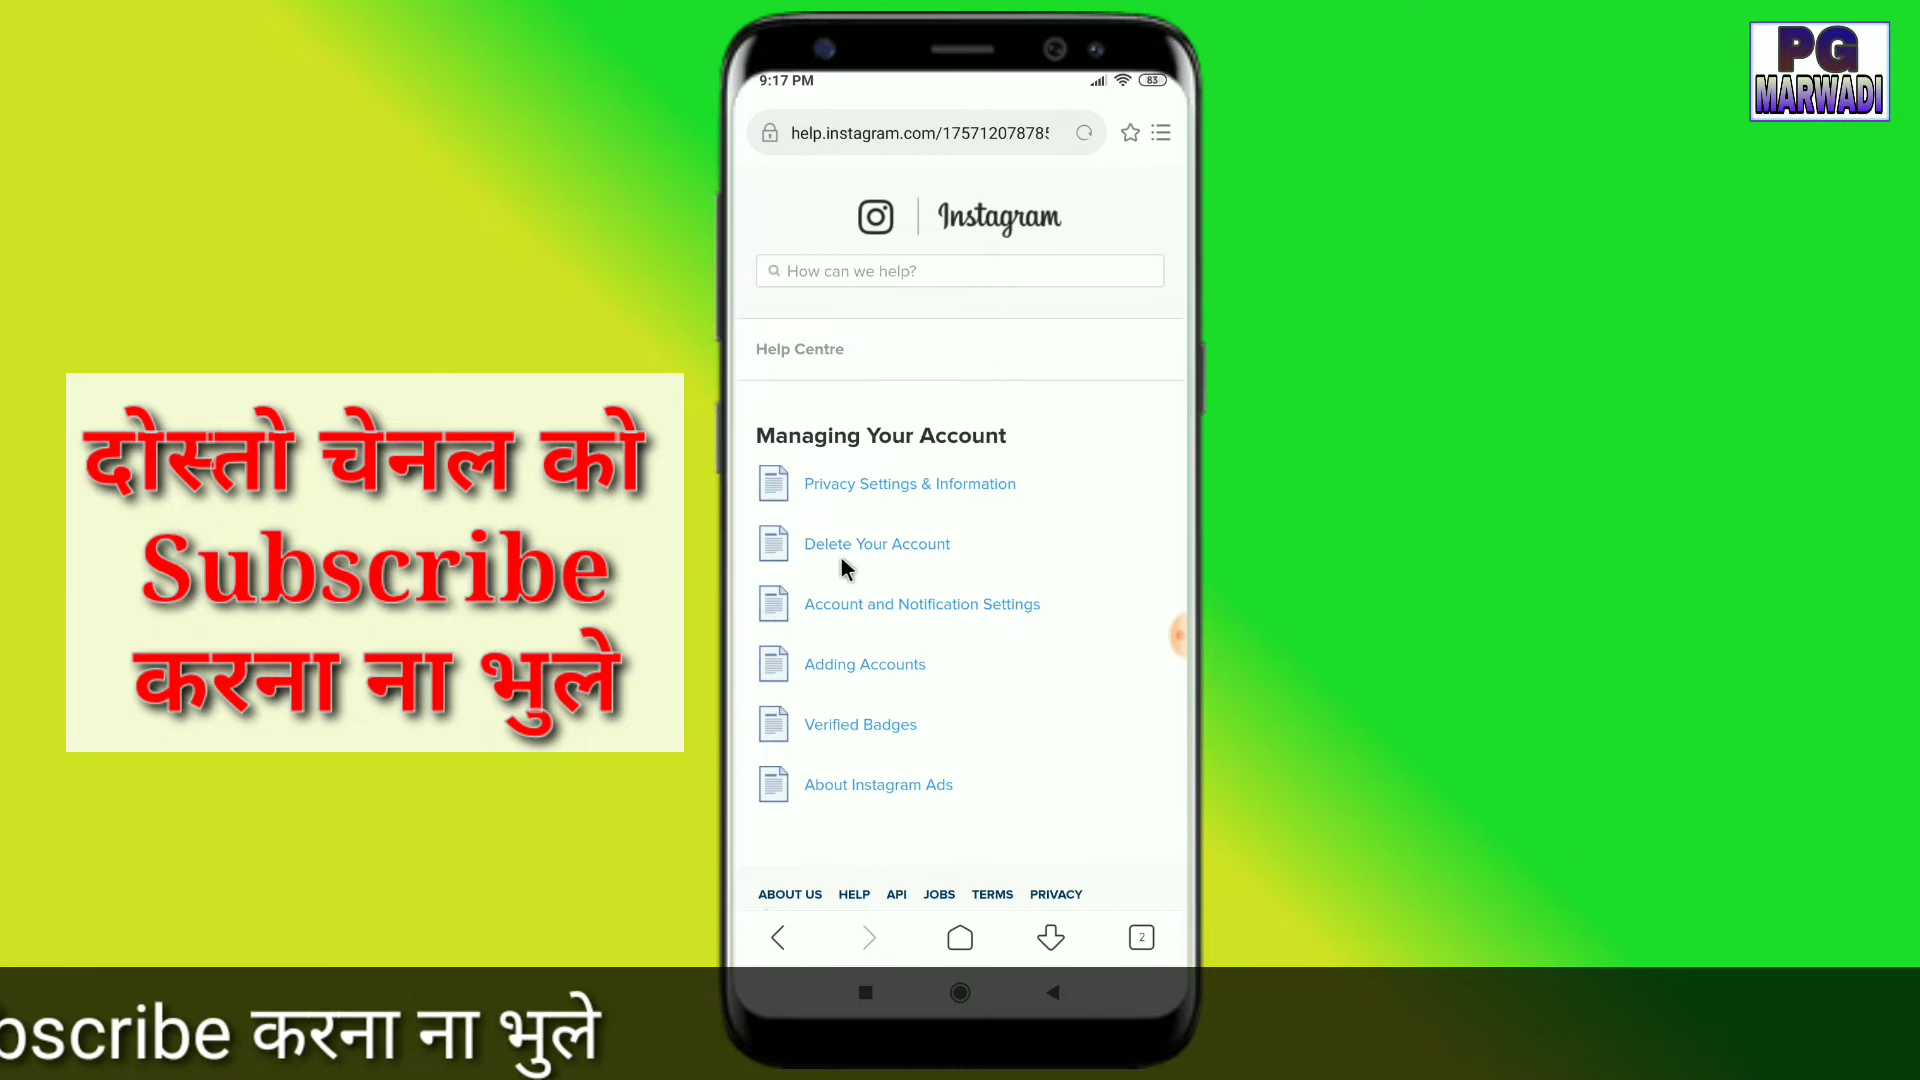 PG
MARWADI
9:17 PM
83
help.instagram.com/17571207878
Instagram
How can we help?
Help Centre
Managing Your Account
Privacy Settings & Information
Delete Your Account
Account and Notification Settings
Adding Accounts
Verified Badges
About Instagram Ads
ABOUT US HELP API JOBS TERMS PRIVACY
2
दोस्तो चेनल को
Subscribe
करना ना भुले
bscribe करना ना भुले